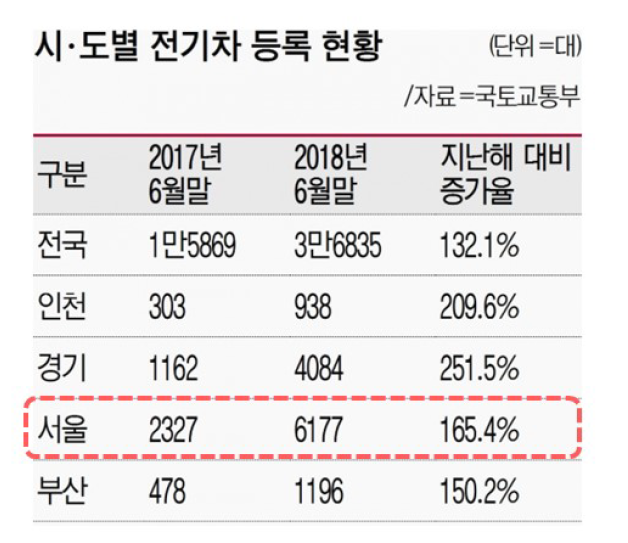 시·도별 전기차 등록 현황 (단위=대)
/자료=국토교통부
구분 2017년 6월말 2018년 6월말 지난해 대비 증가율
전국 1만5869 3만6835 132.1%
인천 303 938 209.6%
경기 1162 4084 251.5%
서울 2327 6177 165.4%
부산 478 1196 150.2%